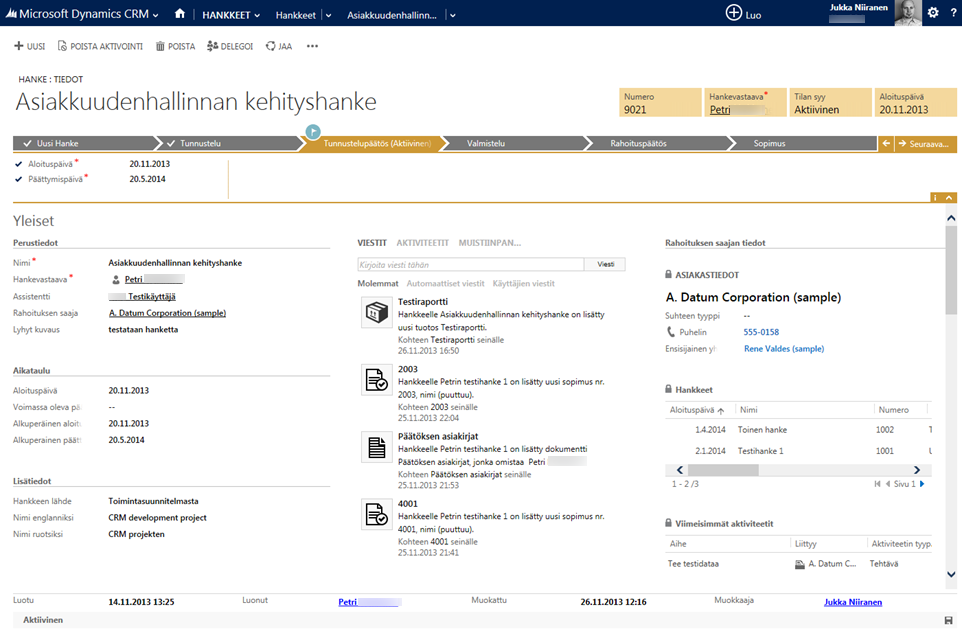 Microsoft Dynamics CRM HANKKEET Hankkeet Asiakkuudenhallinn... Luo Jukka Niiranen ?
UUSI POISTA AKTIVOINTI POISTA DELEGOI JAA ...
HANKE : TIEDOT
Asiakkuudenhallinnan kehityshanke
Numero
9021
Hankevastaava*
Petri
Tilan syy
Aktiivinen
Aloituspäivä
20.11.2013
Uusi Hanke Tunnustelu Tunnustelupäätös (Aktiivinen) Valmistelu Rahoituspäätös Sopimus Seuraava...
Aloituspäivä* 20.11.2013
Päättymispäivä* 20.5.2014
Yleiset
Perustiedot
Nimi* Asiakkuudenhallinnan kehityshanke
Hankevastaava* Petri
Assistentti Testikäyttäjä
Rahoituksen saaja A. Datum Corporation (sample)
Lyhyt kuvaus testataan hanketta
Aikataulu
Aloituspäivä 20.11.2013
Voimassa oleva pä --
Alkuperäinen aloitu 20.11.2013
Alkuperainen päätt 20.5.2014
Lisätiedot
Hankkeen lähde Toimintasuunnitelmasta
Nimi englanniksi CRM development project
Nimi ruotsiksi CRM projekten
VIESTIT AKTIVITEETIT MUISTIINPAN...
Kirjoita viesti tähän Viesti
Molemmat Automaattiset viestit Käyttäjien viestit
Testiraportti
Hankkeelle Asiakkuudenhallinnan kehityshanke on lisätty
uusi tuotos Testiraportti.
Kohteen Testiraportti seinälle
26.11.2013 16:50
2003
Hankkeelle Petrin testihanke 1 on lisätty uusi sopimus nr.
2003, nimi (puuttuu).
Kohteen 2003 seinälle
25.11.2013 22:04
Päätöksen asiakirjat
Hankkeelle Petrin testihanke 1 on lisätty dokumentti
Päätöksen asiakirjat, jonka omistaa Petri
Kohteen Päätöksen asiakirjat seinälle
25.11.2013 21:53
4001
Hankkeelle Petrin testihanke 1 on lisätty uusi sopimus nr.
4001, nimi (puuttuu).
Kohteen 4001 seinälle
25.11.2013 21:41
Rahoituksen saajan tiedot
ASIAKASTIEDOT
A. Datum Corporation (sample)
Suhteen tyyppi --
Puhelin 555-0158
Ensisijainen yh Rene Valdes (sample)
Hankkeet
Aloituspäivä Nimi Numero
1.4.2014 Toinen hanke 1002 T
2.1.2014 Testihanke 1 1001
1 - 2 /3 Sivu 1
Viimeisimmät aktiviteetit
Aihe Liittyy Aktiviteetin tyyp.
Tee testidataa A. Datum C... Tehtävä
Luotu 14.11.2013 13:25 Luonut Petri Muokattu 26.11.2013 12:16 Muokkaaja Jukka Niiranen
Aktiivinen